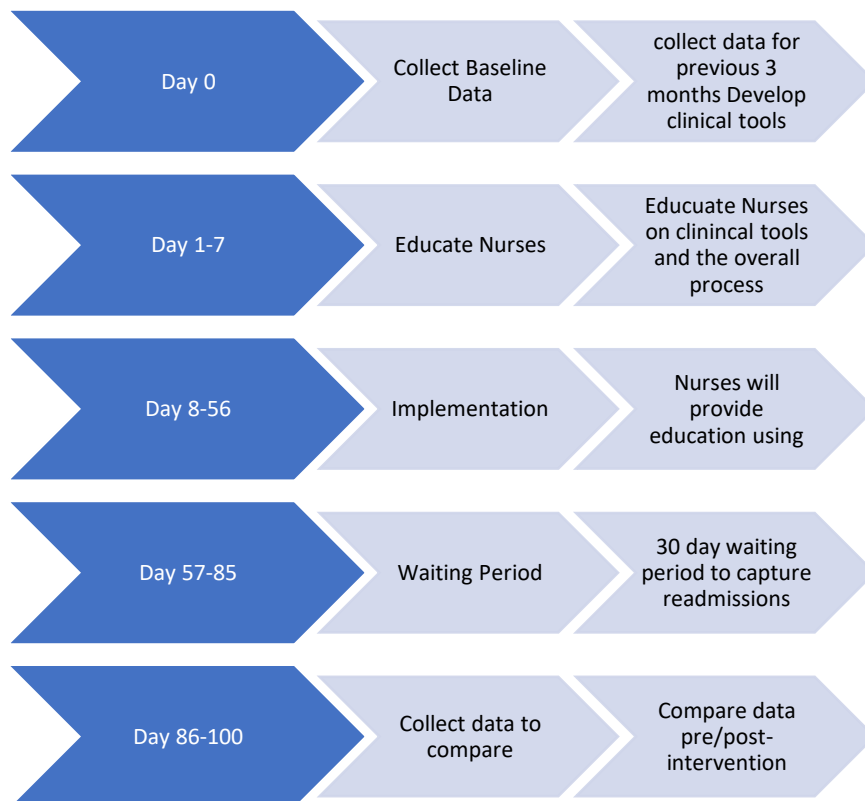 Day 0
Collect Baseline
Data
collect data for
previous 3
months Develop
clinical tools
Day 1-7
Educate Nurses
Educuate Nurses
on clinincal tools
and the overall
process
Day 8-56
Implementation
Nurses will
provide
education using
Day 57-85
Waiting Period
30 day waiting
period to capture
readmissions
Day 86-100
Collect data to
compare
Compare data
pre/post-
intervention